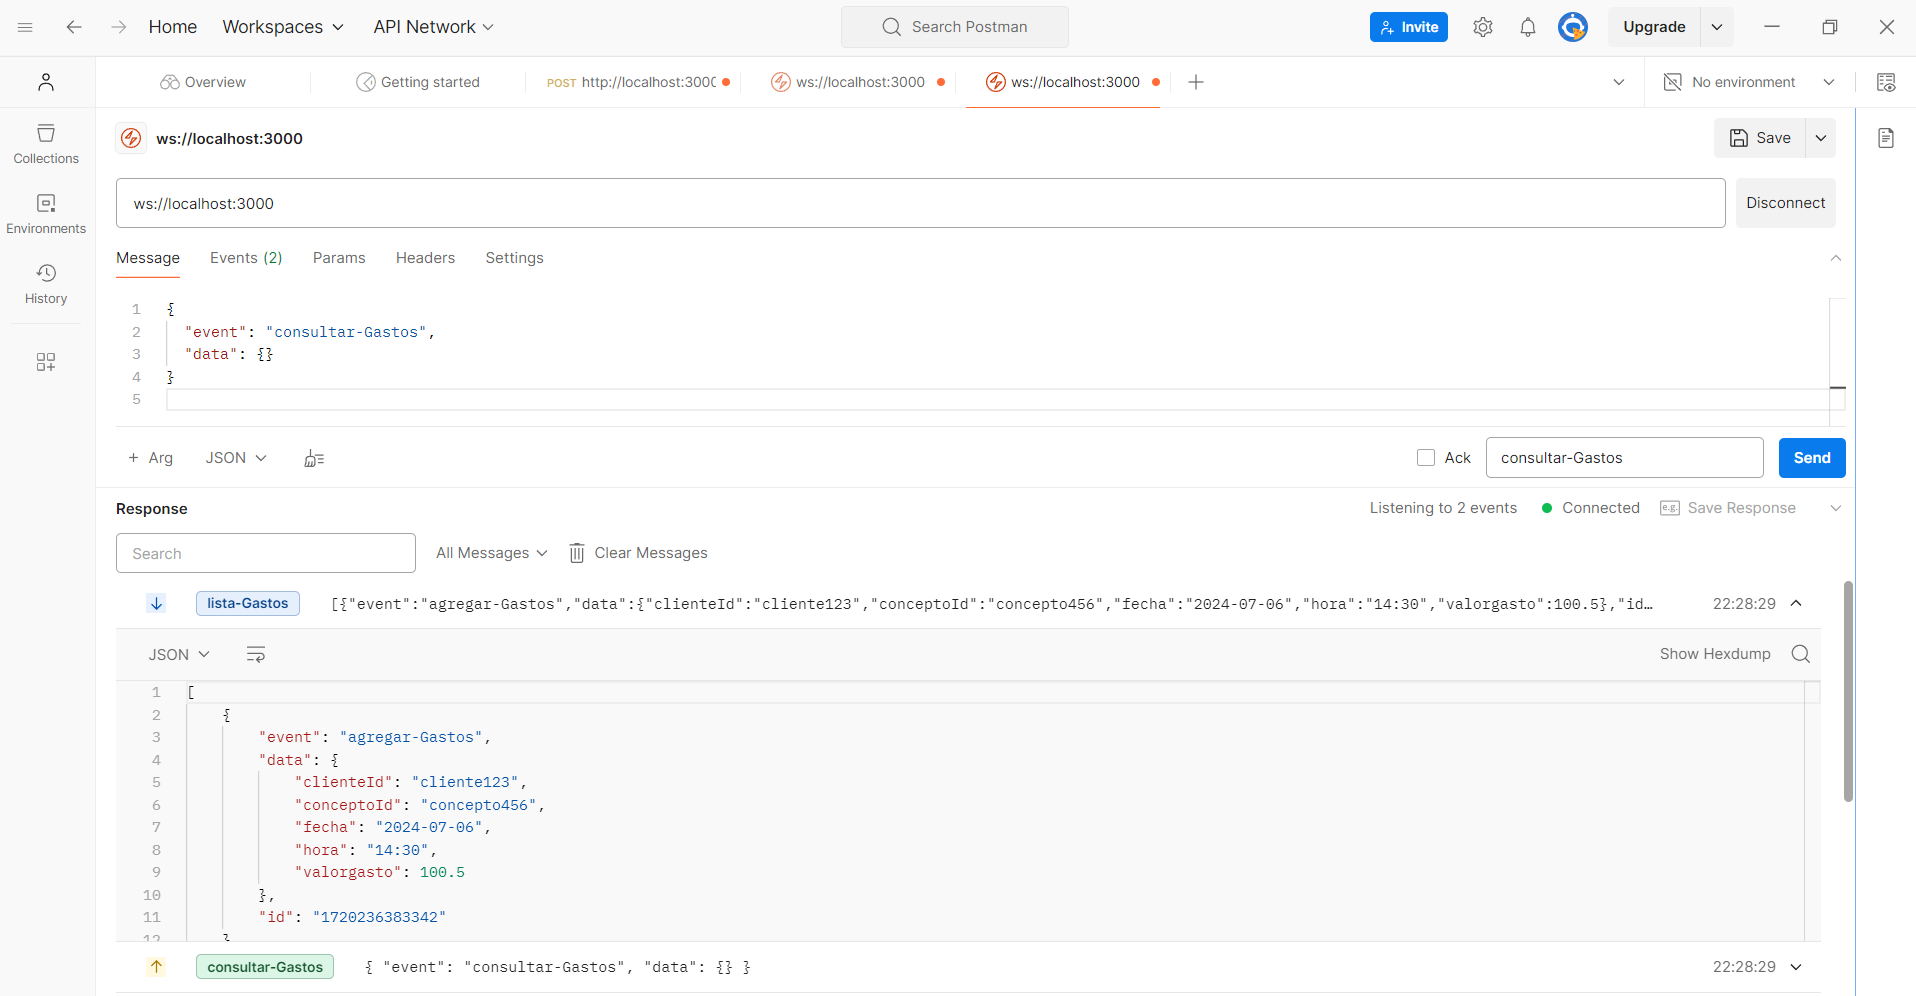 Home Workspaces API Network Search Postman Invite Upgrade
Overview Getting started POST http://localhost:3000 ws://localhost:3000 ws://localhost:3000 No environment
Collections
Environments
History
ws://localhost:3000 Save
ws://localhost:3000 Disconnect
Message Events (2) Params Headers Settings
1 {
2 "event": "consultar-Gastos",
3 "data": {}
4 }
5
+ Arg JSON Ack consultar-Gastos Send
Response Listening to 2 events Connected e.g. Save Response
Search All Messages Clear Messages
lista-Gastos [{"event":"agregar-Gastos","data":{"clienteId":"cliente123","conceptoId":"concepto456","fecha":"2024-07-06","hora":"14:30","valorgasto":100.5},"id… 22:28:29
JSON Show Hexdump
1 [
2 {
3 "event": "agregar-Gastos",
4 "data": {
5 "clienteId": "cliente123",
6 "conceptoId": "concepto456",
7 "fecha": "2024-07-06",
8 "hora": "14:30",
9 "valorgasto": 100.5
10 },
11 "id": "1720236383342"
12 }
consultar-Gastos { "event": "consultar-Gastos", "data": {} } 22:28:29